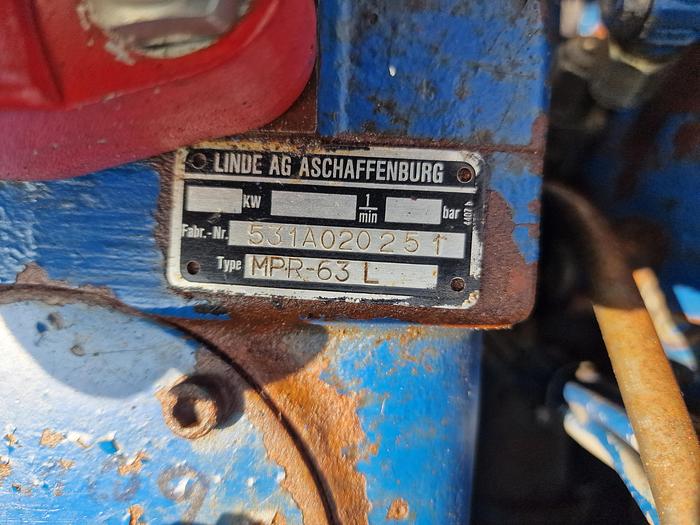 LINDE AG ASCHAFFENBURG
KW 1/min bar
Fabr.-Nr. 531A020251
Type MPR-63 L